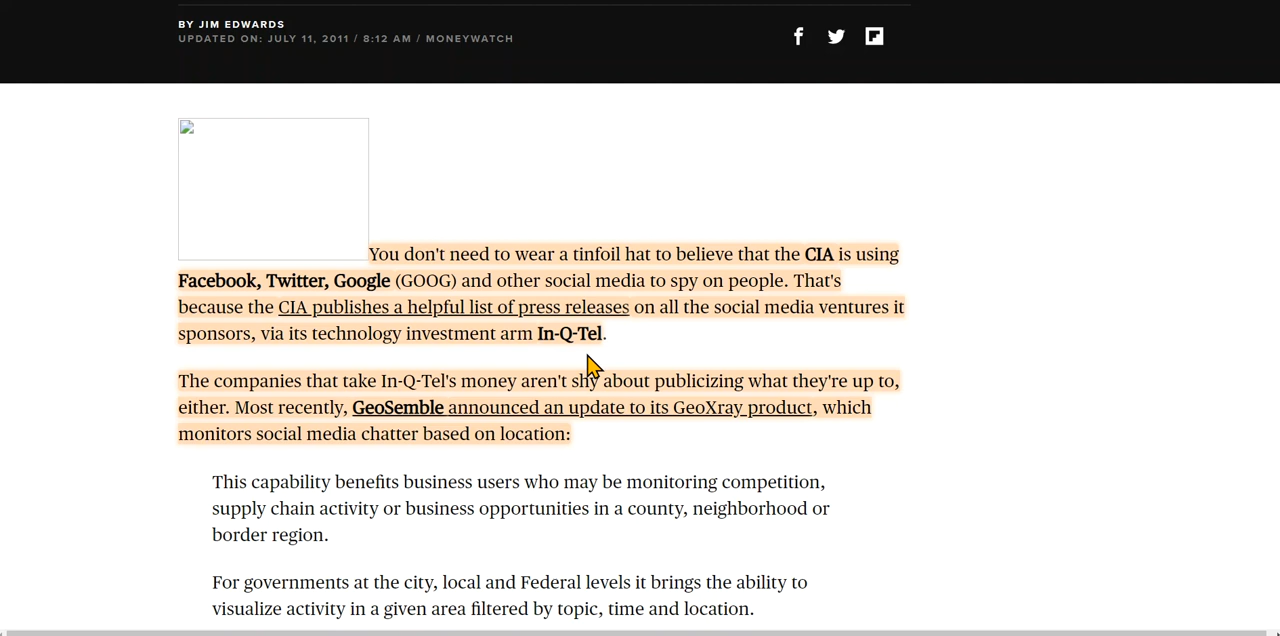 BY JIM EDWARDS
UPDATED ON: JULY 11, 2011 / 8:12 AM / MONEYWATCH
You don't need to wear a tinfoil hat to believe that the CIA is using
Facebook, Twitter, Google (GOOG) and other social media to spy on people. That's
because the CIA publishes a helpful list of press releases on all the social media ventures it
sponsors, via its technology investment arm In-Q-Tel.
The companies that take In-Q-Tel's money aren't shy about publicizing what they're up to,
either. Most recently, GeoSemble announced an update to its GeoXray product, which
monitors social media chatter based on location:
This capability benefits business users who may be monitoring competition,
supply chain activity or business opportunities in a county, neighborhood or
border region.
For governments at the city, local and Federal levels it brings the ability to
visualize activity in a given area filtered by topic, time and location.